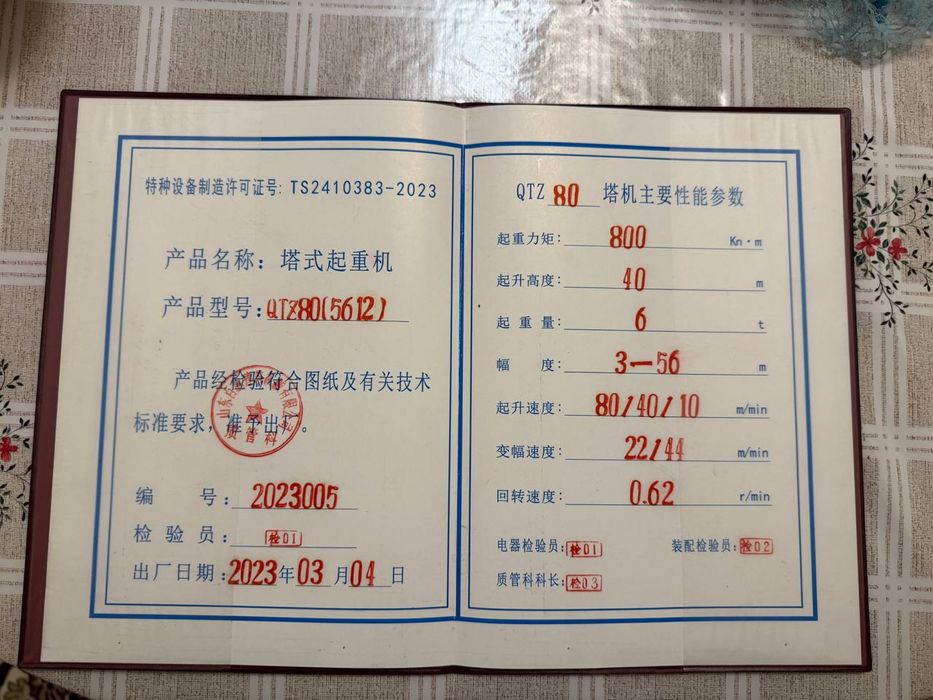 特种设备制造许可证号: TS2410383-2023
产品名称: 塔式起重机
产品型号: QTZ80(5612)
产品经检验符合图纸及有关技术
标准要求, 准予出厂。
质管科
编 号: 2023005
检 验 员: 检01
出厂日期: 2023年03月04日
QTZ 80 塔机主要性能参数
起重力矩: 800 Kn·m
起升高度: 40 m
起 重 量: 6 t
幅 度: 3—56 m
起升速度: 80/40/10 m/min
变幅速度: 22/44 m/min
回转速度: 0.62 r/min
电器检验员: 检01 装配检验员: 检02
质管科科长: 检03